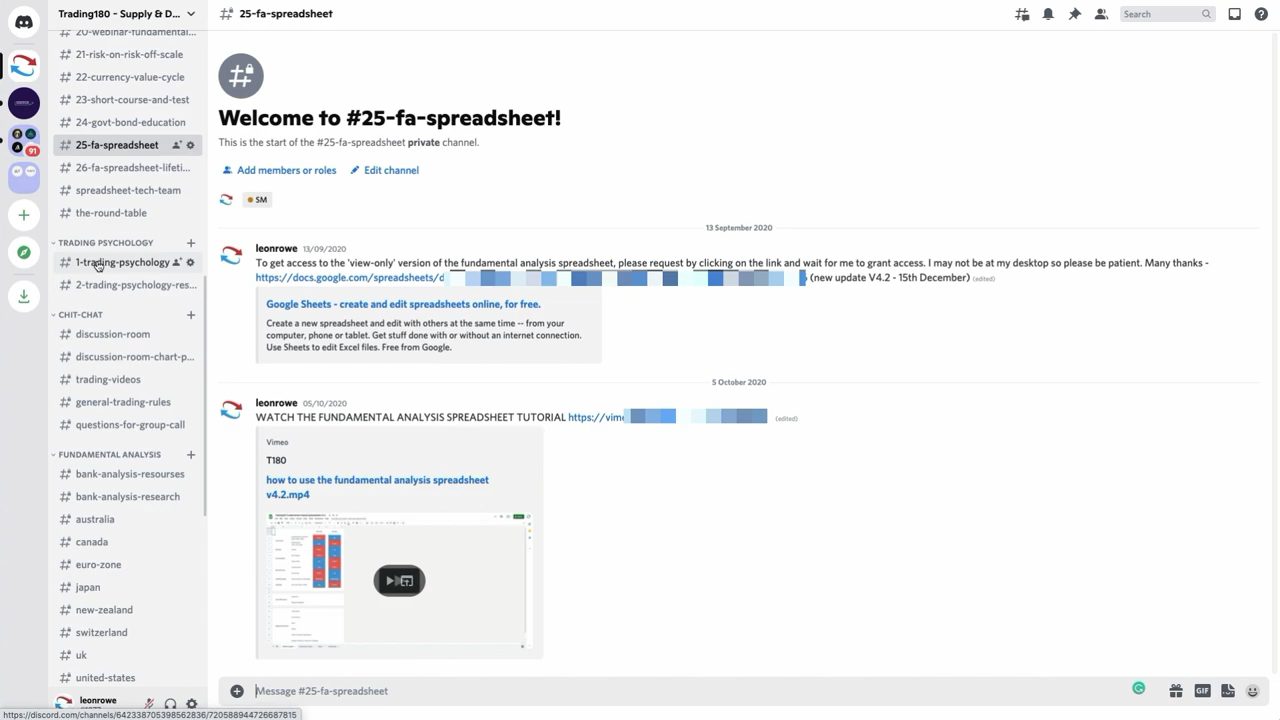 Trading180 - Supply & D...
25-fa-spreadsheet
Search
20-webinar-fundamental...
21-risk-on-risk-off-scale
22-currency-value-cycle
23-short-course-and-test
24-govt-bond-education
25-fa-spreadsheet
26-fa-spreadsheet-lifeti...
spreadsheet-tech-team
the-round-table
TRADING PSYCHOLOGY
1-trading-psychology
2-trading-psychology-res...
CHIT-CHAT
discussion-room
discussion-room-chart-p...
trading-videos
general-trading-rules
questions-for-group-call
FUNDAMENTAL ANALYSIS
bank-analysis-resourses
bank-analysis-research
australia
canada
euro-zone
japan
new-zealand
switzerland
uk
united-states
leonrowe
91
https://discord.com/channels/642338705398562836/720588944726687815
Welcome to #25-fa-spreadsheet!
This is the start of the #25-fa-spreadsheet private channel.
Add members or roles
Edit channel
5M
13 September 2020
leonrowe 13/09/2020
To get access to the 'view-only' version of the fundamental analysis spreadsheet, please request by clicking on the link and wait for me to grant access. I may not be at my desktop so please be patient. Many thanks -
https://docs.google.com/spreadsheets/d (new update V4.2 - 15th December) (edited)
Google Sheets - create and edit spreadsheets online, for free.
Create a new spreadsheet and edit with others at the same time -- from your
computer, phone or tablet. Get stuff done with or without an internet connection.
Use Sheets to edit Excel files. Free from Google.
5 October 2020
leonrowe 05/10/2020
WATCH THE FUNDAMENTAL ANALYSIS SPREADSHEET TUTORIAL https://vime (edited)
Vimeo
T180
how to use the fundamental analysis spreadsheet
v4.2.mp4
Message #25-fa-spreadsheet
GIF